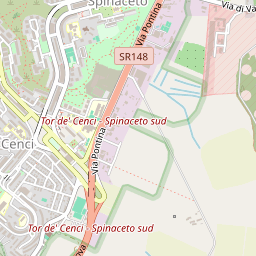 Spinaceto
Via di Va
Via Pontina
SR148
Tor de' Cenci - Spinaceto sud
Via Pontina
Cenci
Tor de' Cenci - Spinaceto sud